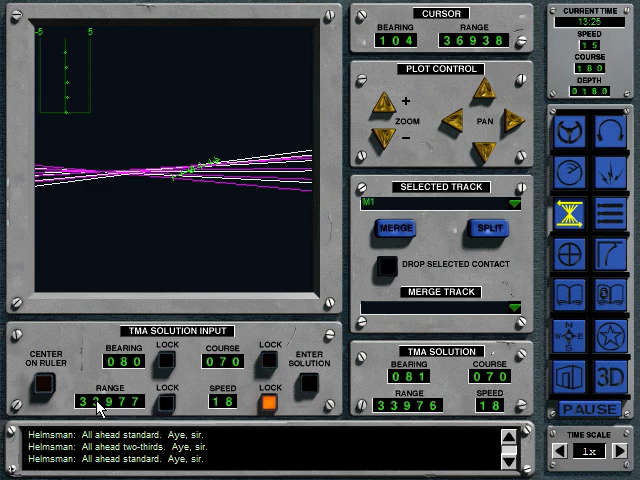 -5 5
CURSOR
BEARING RANGE
104 36938
PLOT CONTROL
+ ZOOM − PAN
SELECTED TRACK
M1
MERGE SPLIT
DROP SELECTED CONTACT
MERGE TRACK
TMA SOLUTION INPUT
CENTER ON RULER
BEARING LOCK COURSE LOCK
080 070
ENTER SOLUTION
RANGE LOCK SPEED LOCK
33977 18
TMA SOLUTION
BEARING COURSE
081 070
RANGE SPEED
33976 18
Helmsman: All ahead standard. Aye, sir.
Helmsman: All ahead two-thirds. Aye, sir.
Helmsman: All ahead standard. Aye, sir.
CURRENT TIME
13:25
SPEED
15
COURSE
180
DEPTH
0180
N
W E
S
3D
PAUSE
TIME SCALE
1x